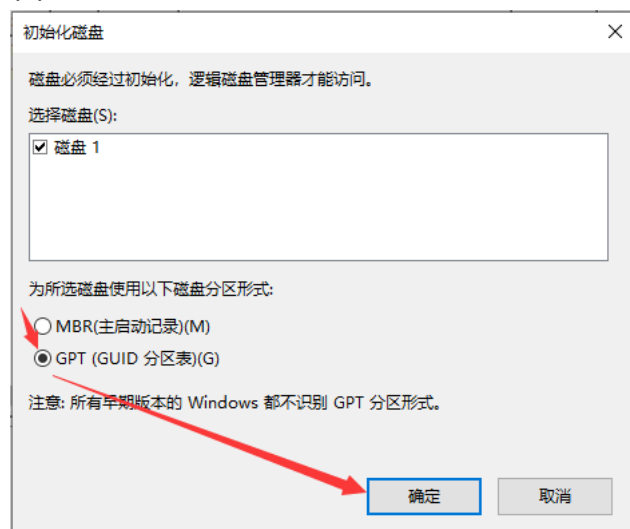 初始化磁盘
磁盘必须经过初始化，逻辑磁盘管理器才能访问。
选择磁盘(S):
磁盘 1
为所选磁盘使用以下磁盘分区形式:
MBR(主启动记录)(M)
GPT (GUID 分区表)(G)
注意: 所有早期版本的 Windows 都不识别 GPT 分区形式。
确定 取消